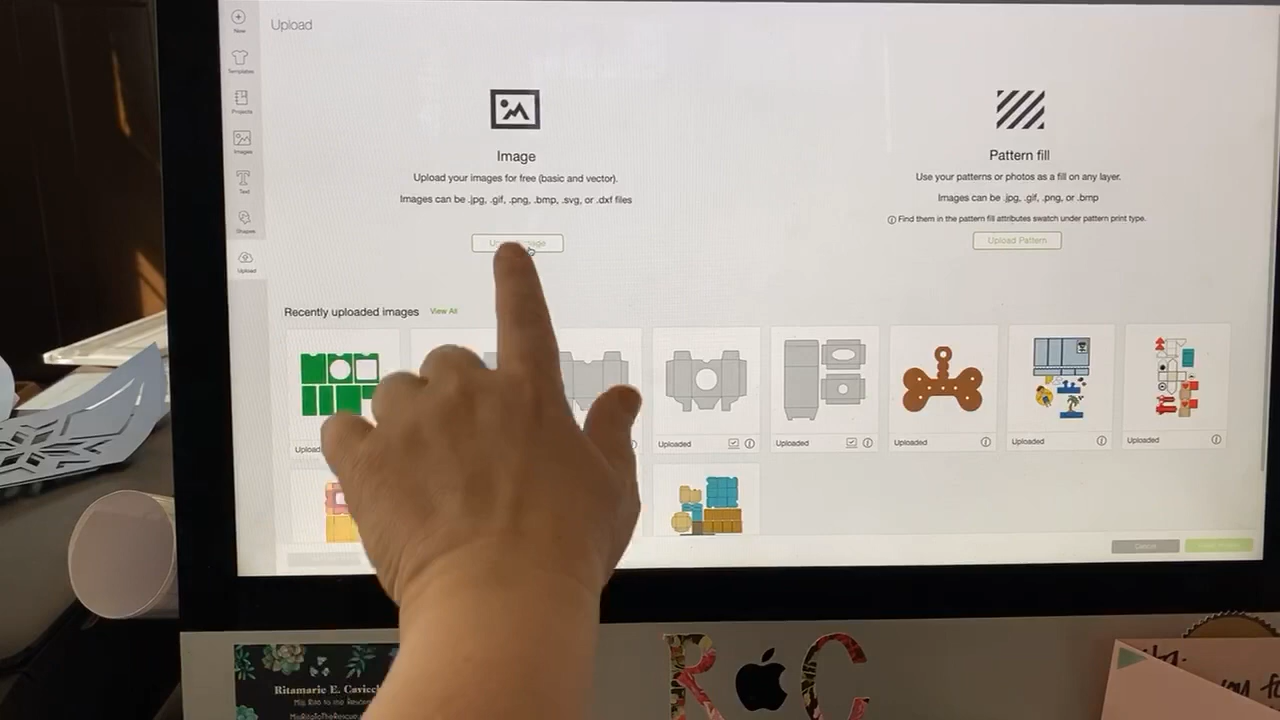 New
Upload
Templates
Projects
Images
Text
Shapes
Upload
Image
Upload your images for free (basic and vector).
Images can be .jpg, .gif, .png, .bmp, .svg, or .dxf files
Pattern fill
Use your patterns or photos as a fill on any layer.
Images can be .jpg, .gif, .png, or .bmp
Find them in the pattern fill attributes swatch under pattern print type.
Upload Pattern
Recently uploaded images View All
Uploaded
Uploaded
Uploaded
Uploaded
Uploaded
Cancel
Ritamarie E.
R C